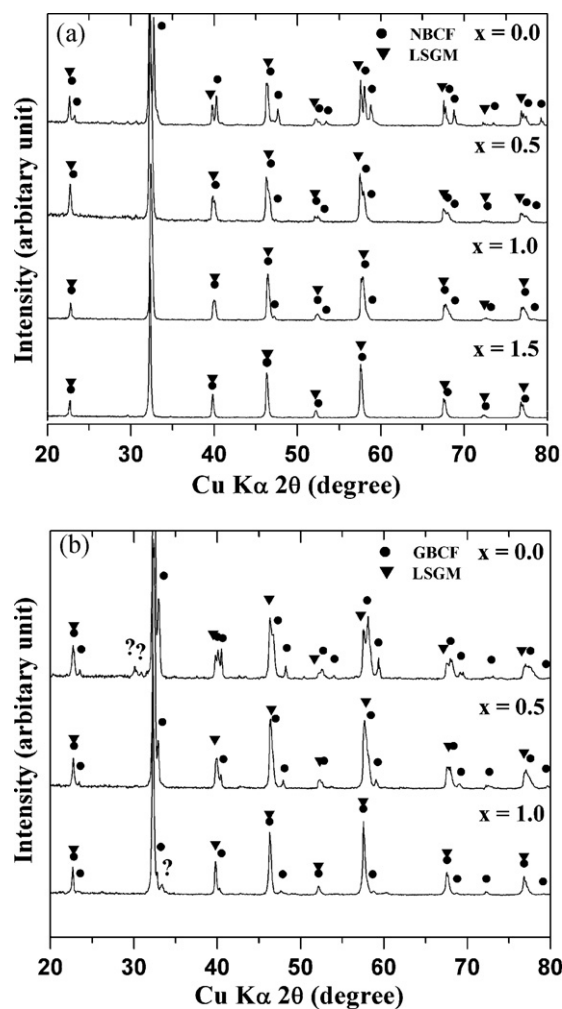 (a)
● NBCF
▼ LSGM
x = 0.0
x = 0.5
x = 1.0
x = 1.5
Intensity (arbitary unit)
20 30 40 50 60 70 80
Cu Kα 2θ (degree)
(b)
● GBCF
▼ LSGM
x = 0.0
??
x = 0.5
x = 1.0
?
Intensity (arbitary unit)
20 30 40 50 60 70 80
Cu Kα 2θ (degree)